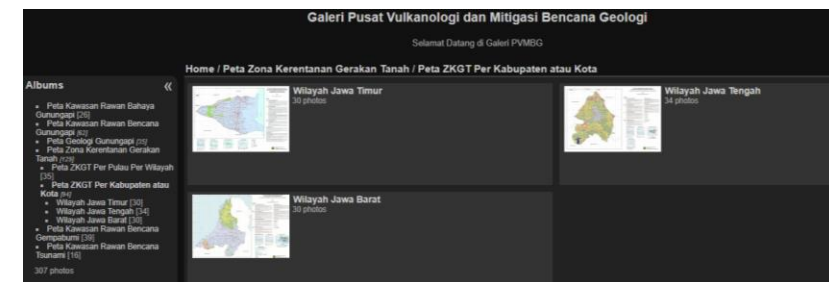 Galeri Pusat Vulkanologi dan Mitigasi Bencana Geologi
Selamat Datang di Galeri PVMBG
Home / Peta Zona Kerentanan Gerakan Tanah / Peta ZKGT Per Kabupaten atau Kota
Albums «
Peta Kawasan Rawan Bahaya
Gunungapi [26]
Peta Kawasan Rawan Bencana
Gunungapi
Peta Geologi Gunungapi
Peta Zona Kerentanan Gerakan
Tanah [129]
Peta ZKGT Per Pulau Per Wilayah
[35]
Peta ZKGT Per Kabupaten atau
Kota [94]
Wilayah Jawa Timur [30]
Wilayah Jawa Tengah [34]
Wilayah Jawa Barat [30]
Peta Kawasan Rawan Bencana
Gempabumi [39]
Peta Kawasan Rawan Bencana
Tsunami [16]
307 photos
Wilayah Jawa Timur
30 photos
Wilayah Jawa Tengah
34 photos
Wilayah Jawa Barat
30 photos